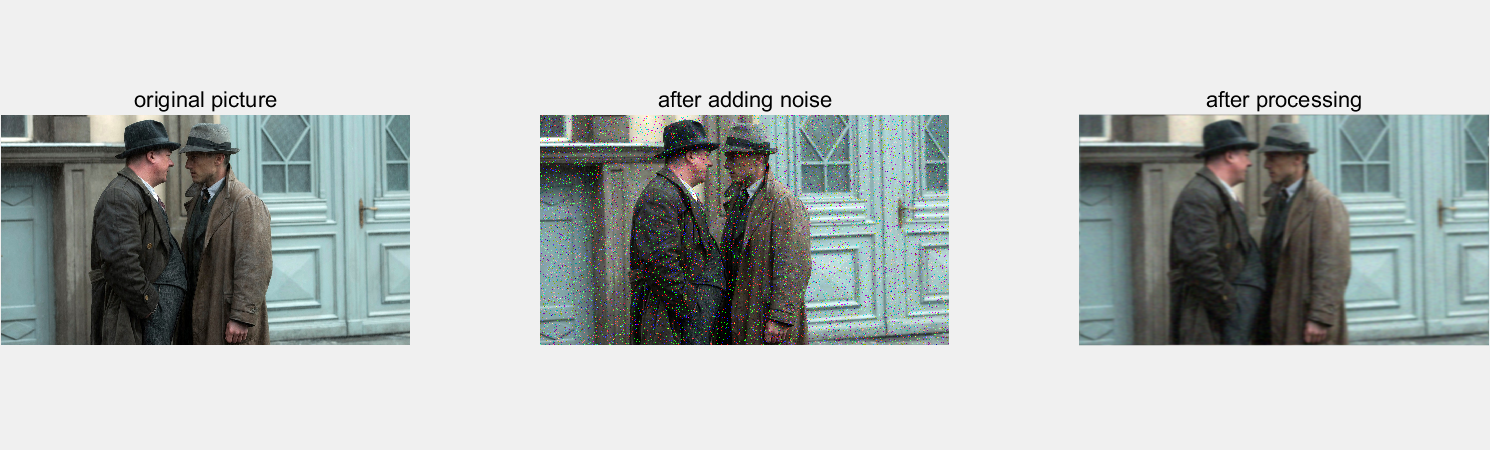 original picture
after adding noise
after processing